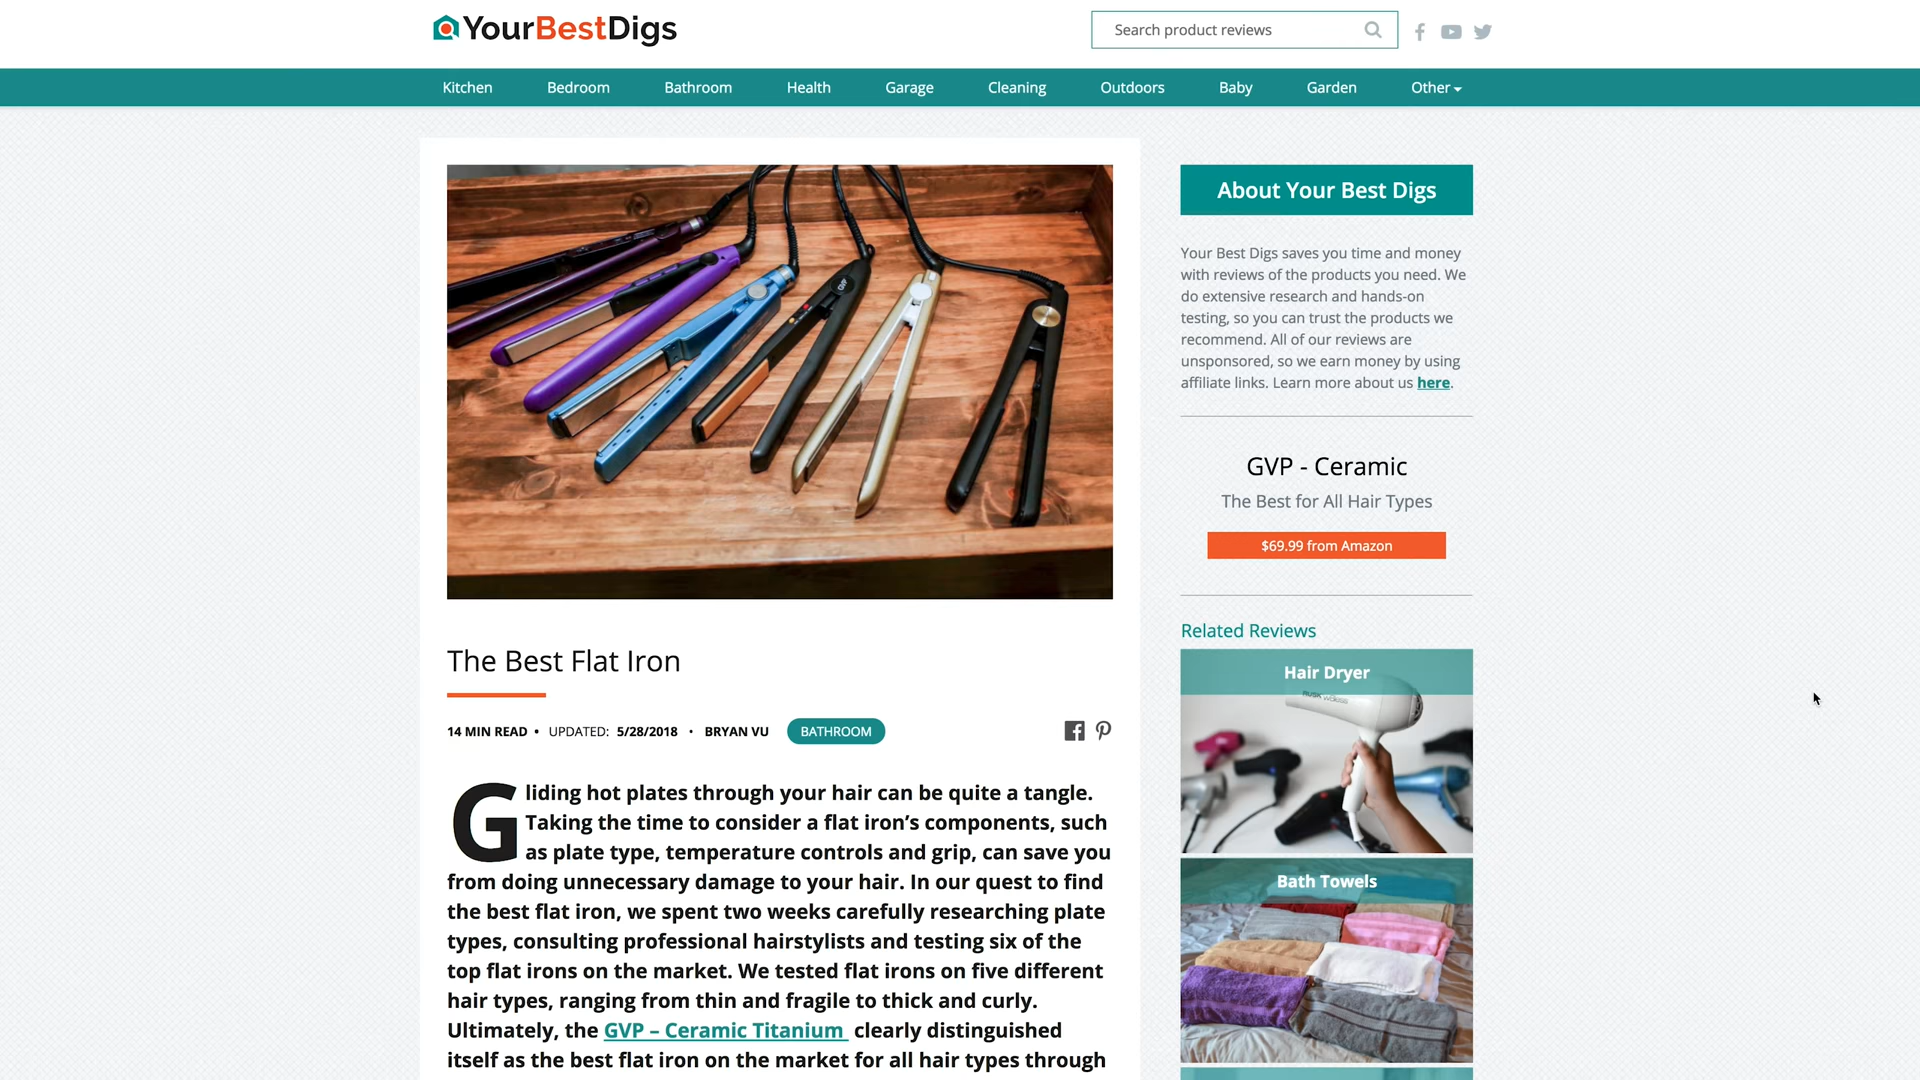 YourBestDigs
Search product reviews
Kitchen Bedroom Bathroom Health Garage Cleaning Outdoors Baby Garden Other
GVP
The Best Flat Iron
14 MIN READ • UPDATED: 5/28/2018 • BRYAN VU BATHROOM
Gliding hot plates through your hair can be quite a tangle.
Taking the time to consider a flat iron’s components, such
as plate type, temperature controls and grip, can save you
from doing unnecessary damage to your hair. In our quest to find
the best flat iron, we spent two weeks carefully researching plate
types, consulting professional hairstylists and testing six of the
top flat irons on the market. We tested flat irons on five different
hair types, ranging from thin and fragile to thick and curly.
Ultimately, the GVP – Ceramic Titanium clearly distinguished
itself as the best flat iron on the market for all hair types through
About Your Best Digs
Your Best Digs saves you time and money
with reviews of the products you need. We
do extensive research and hands-on
testing, so you can trust the products we
recommend. All of our reviews are
unsponsored, so we earn money by using
affiliate links. Learn more about us here.
GVP - Ceramic
The Best for All Hair Types
$69.99 from Amazon
Related Reviews
Hair Dryer
RUSK
Bath Towels